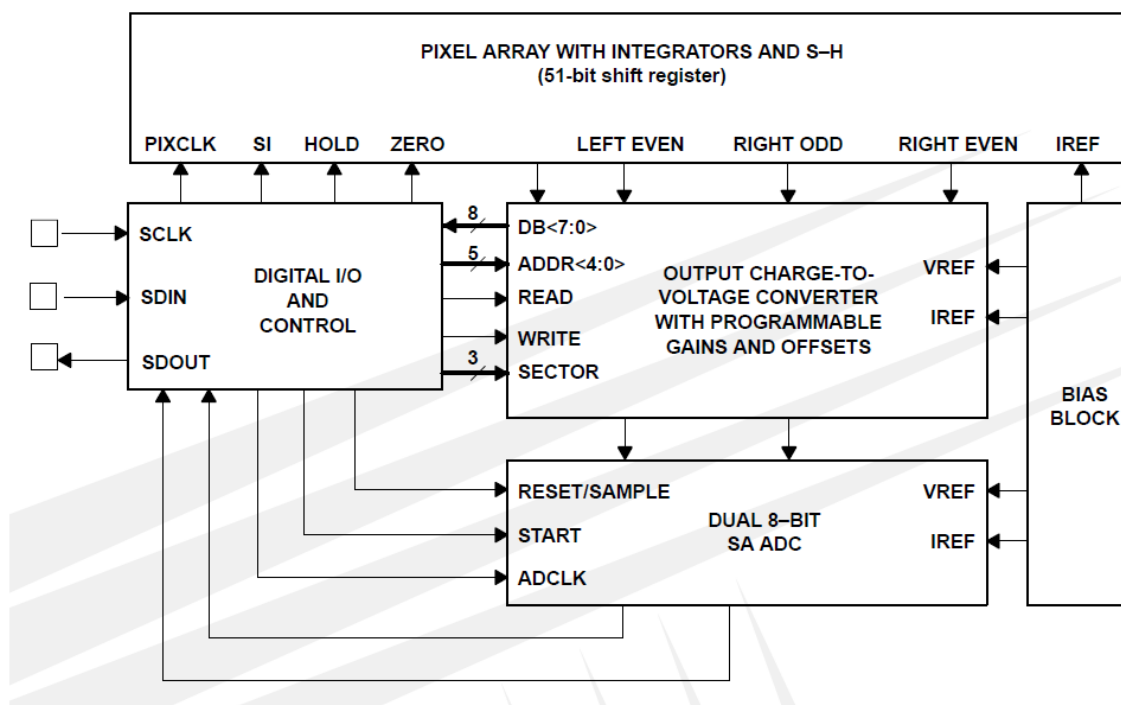 PIXEL ARRAY WITH INTEGRATORS AND S–H
(51-bit shift register)
PIXCLK SI HOLD ZERO LEFT EVEN RIGHT ODD RIGHT EVEN IREF
SCLK
SDIN
SDOUT
DIGITAL I/O
AND
CONTROL
8
5
3
DB<7:0>
ADDR<4:0>
READ
WRITE
SECTOR
OUTPUT CHARGE-TO-
VOLTAGE CONVERTER
WITH PROGRAMMABLE
GAINS AND OFFSETS
VREF
IREF
BIAS
BLOCK
RESET/SAMPLE
START
ADCLK
DUAL 8–BIT
SA ADC
VREF
IREF